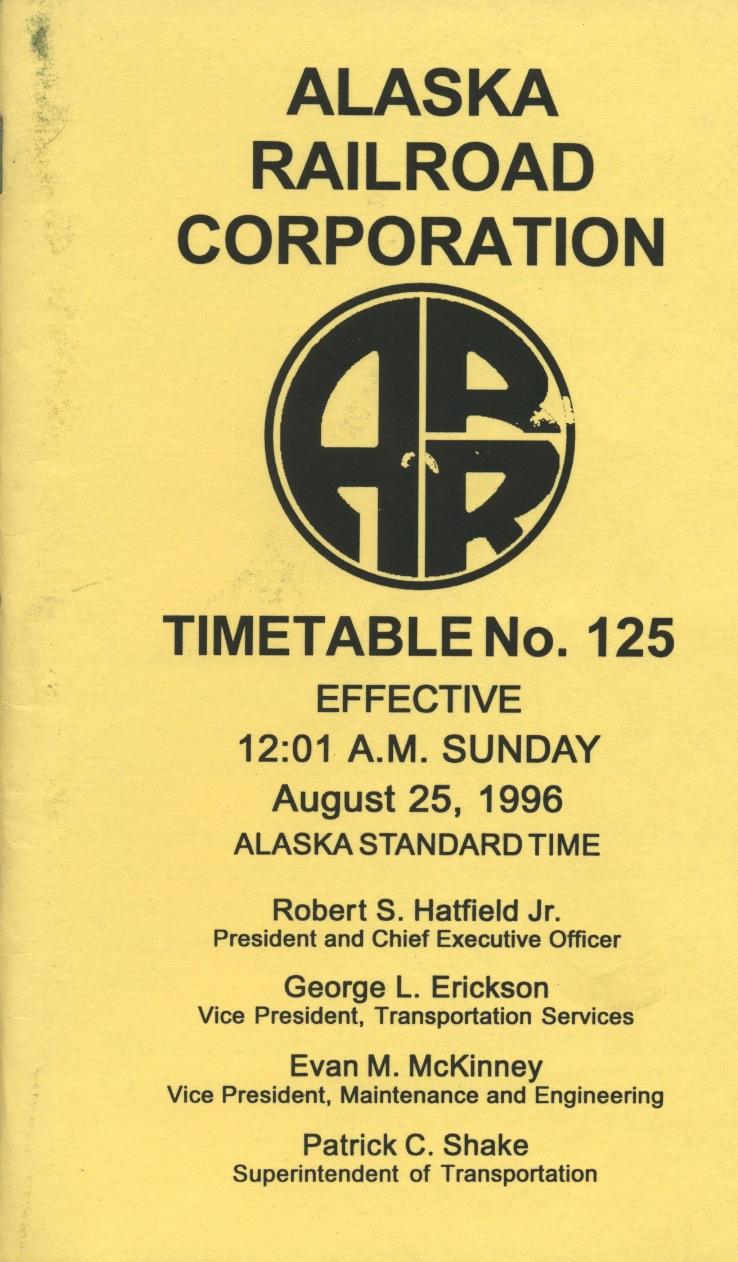 ALASKA
RAILROAD
CORPORATION
ARR
TIMETABLE No. 125
EFFECTIVE
12:01 A.M. SUNDAY
August 25, 1996
ALASKA STANDARD TIME
Robert S. Hatfield Jr.
President and Chief Executive Officer
George L. Erickson
Vice President, Transportation Services
Evan M. McKinney
Vice President, Maintenance and Engineering
Patrick C. Shake
Superintendent of Transportation